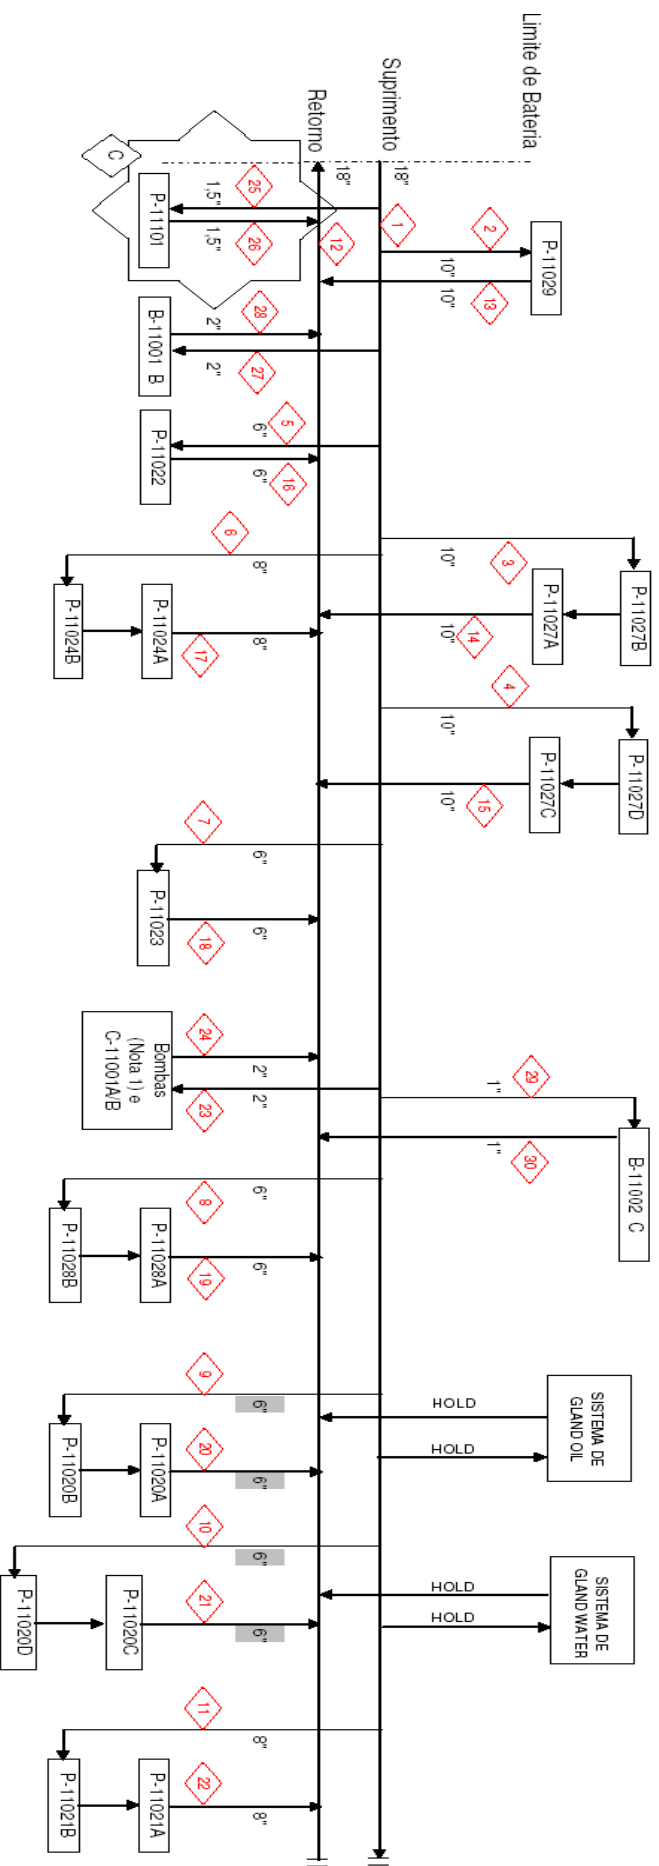 Limite de Bateria
Suprimento
Retorno
18"
18"
C
P-11101
1,5"
1,5"
25
26
1
12
2
13
10"
10"
P-11029
B-11001 B
2"
2"
28
27
P-11022
6"
6"
5
16
6
8"
P-11024B
P-11024A
17
8"
3
10"
P-11027B
P-11027A
14
10"
4
10"
P-11027D
P-11027C
15
10"
7
6"
P-11023
18
6"
Bombas
(Nota 1) e
C-11001A/B
24
23
2"
2"
29
1"
B-11002 C
30
1"
8
6"
P-11028B
P-11028A
19
6"
9
6"
P-11020B
P-11020A
20
6"
SISTEMA DE
GLAND OIL
HOLD
HOLD
10
6"
P-11020D
P-11020C
21
6"
SISTEMA DE
GLAND WATER
HOLD
HOLD
11
8"
P-11021B
P-11021A
22
8"